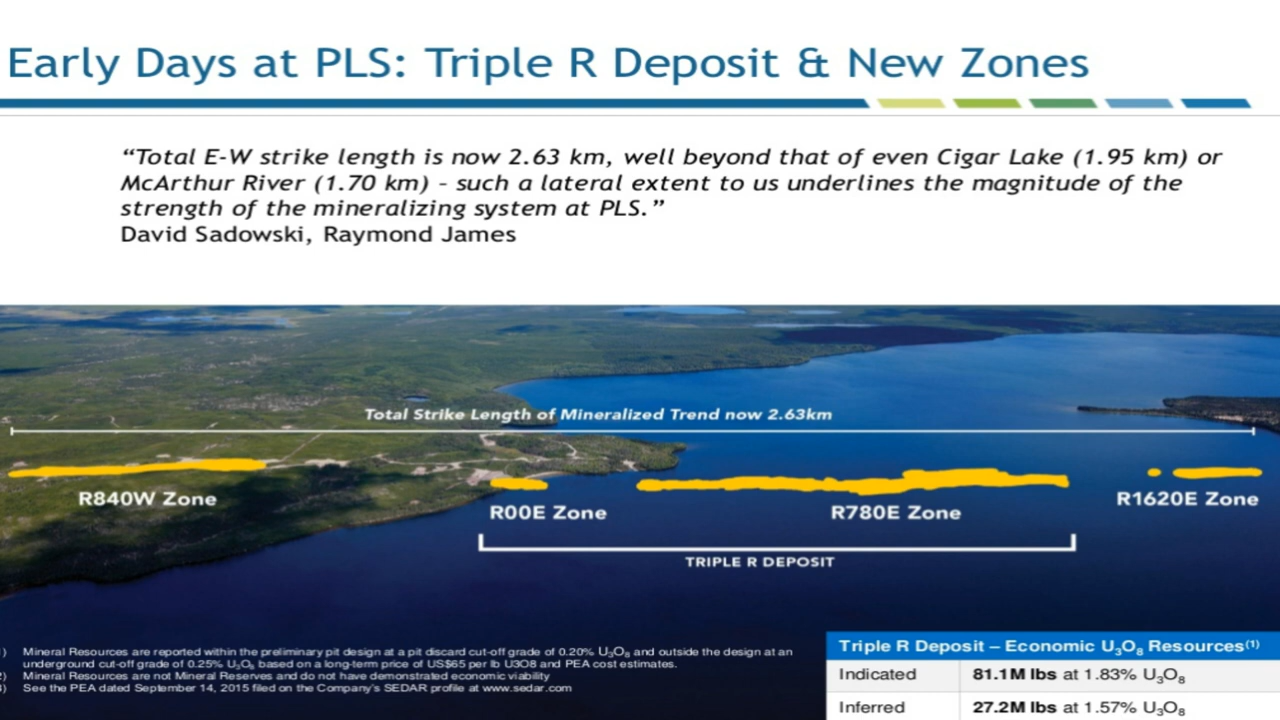 Early Days at PLS: Triple R Deposit & New Zones
“Total E-W strike length is now 2.63 km, well beyond that of even Cigar Lake (1.95 km) or
McArthur River (1.70 km) – such a lateral extent to us underlines the magnitude of the
strength of the mineralizing system at PLS.”
David Sadowski, Raymond James
Total Strike Length of Mineralized Trend now 2.63km
R840W Zone
R00E Zone
R780E Zone
R1620E Zone
TRIPLE R DEPOSIT
) Mineral Resources are reported within the preliminary pit design at a pit discard cut-off grade of 0.20% U₃O₈ and outside the design at an
underground cut-off grade of 0.25% U₃O₈ based on a long-term price of US$65 per lb U3O8 and PEA cost estimates.
) Mineral Resources are not Mineral Reserves and do not have demonstrated economic viability
) See the PEA dated September 14, 2015 filed on the Company's SEDAR profile at www.sedar.com
Triple R Deposit – Economic U₃O₈ Resources⁽¹⁾
Indicated 81.1M lbs at 1.83% U₃O₈
Inferred 27.2M lbs at 1.57% U₃O₈